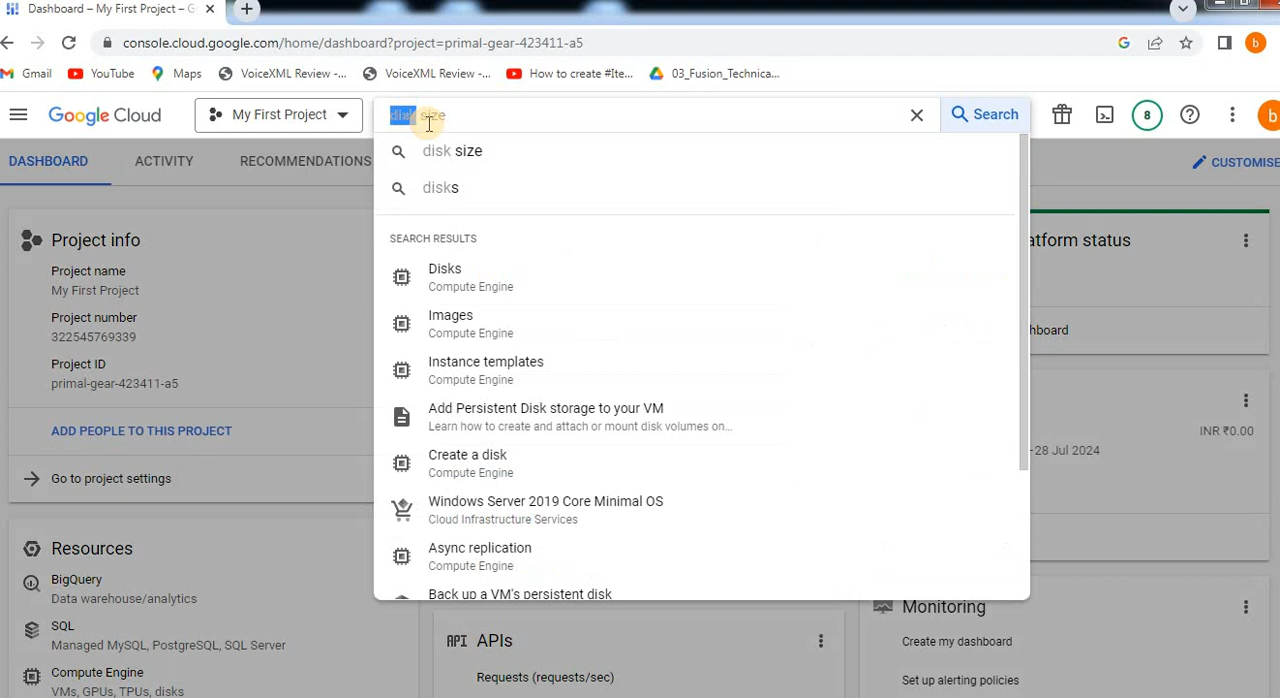 Dashboard – My First Project – G
console.cloud.google.com/home/dashboard?project=primal-gear-423411-a5
G
b
Gmail
YouTube
Maps
VoiceXML Review -...
VoiceXML Review -...
How to create #Ite...
03_Fusion_Technica...
Google Cloud
My First Project
disk size
Search
8
b
DASHBOARD
ACTIVITY
RECOMMENDATIONS
CUSTOMISE
disk size
disks
SEARCH RESULTS
Disks
Compute Engine
Images
Compute Engine
Instance templates
Compute Engine
Add Persistent Disk storage to your VM
Learn how to create and attach or mount disk volumes on...
Create a disk
Compute Engine
Windows Server 2019 Core Minimal OS
Cloud Infrastructure Services
Async replication
Compute Engine
Back up a VM's persistent disk
Project info
Project name
My First Project
Project number
322545769339
Project ID
primal-gear-423411-a5
ADD PEOPLE TO THIS PROJECT
Go to project settings
Resources
BigQuery
Data warehouse/analytics
SQL
Managed MySQL, PostgreSQL, SQL Server
Compute Engine
VMs, GPUs, TPUs, disks
API APIs
Requests (requests/sec)
atform status
hboard
INR ₹0.00
28 Jul 2024
Monitoring
Create my dashboard
Set up alerting policies